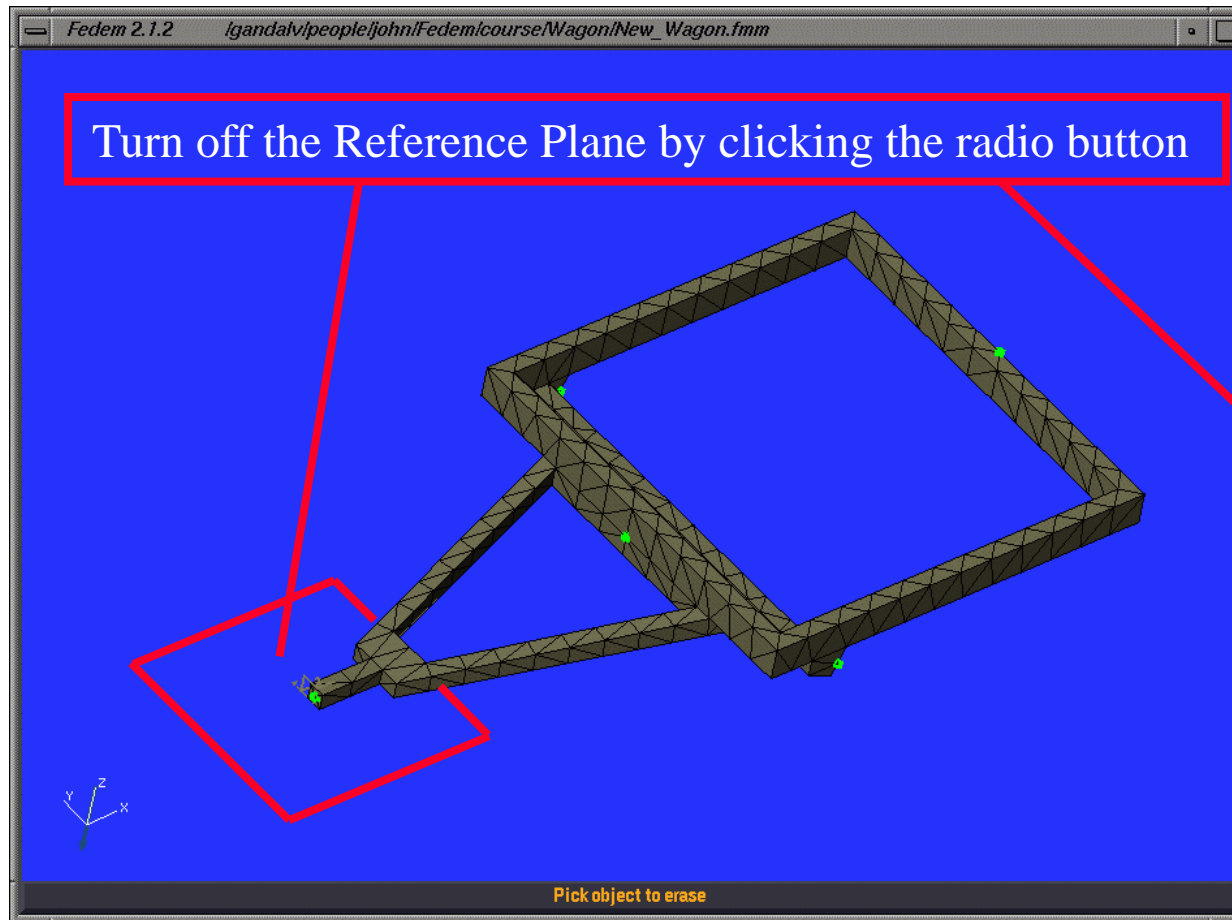 Fedem 2.1.2 /gandalv/people/john/Fedem/course/Wagon/New_Wagon.fmm
Turn off the Reference Plane by clicking the radio button
Z
Y
X
Pick object to erase